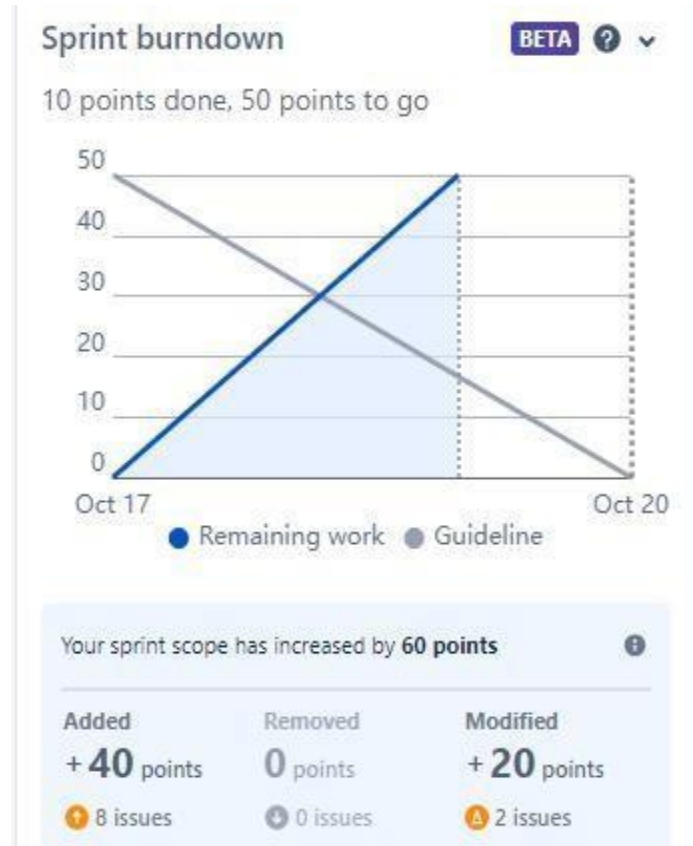 Sprint burndown BETA
10 points done, 50 points to go
50
40
30
20
10
0
Oct 17 Oct 20
Remaining work Guideline
Your sprint scope has increased by 60 points
Added Removed Modified
+ 40 points 0 points + 20 points
8 issues 0 issues 2 issues